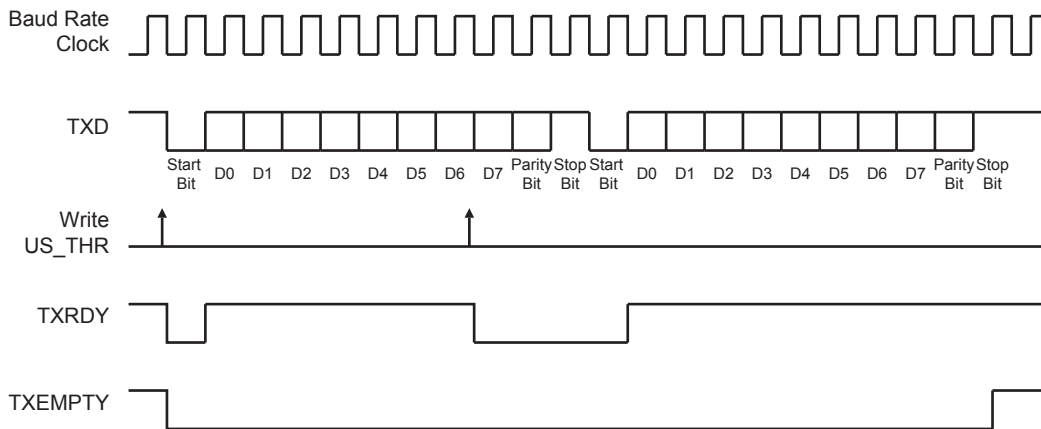 Baud Rate
Clock
TXD
Start
Bit
D0
D1
D2
D3
D4
D5
D6
D7
Parity
Bit
Stop
Bit
Start
Bit
D0
D1
D2
D3
D4
D5
D6
D7
Parity
Bit
Stop
Bit
Write
US_THR
TXRDY
TXEMPTY